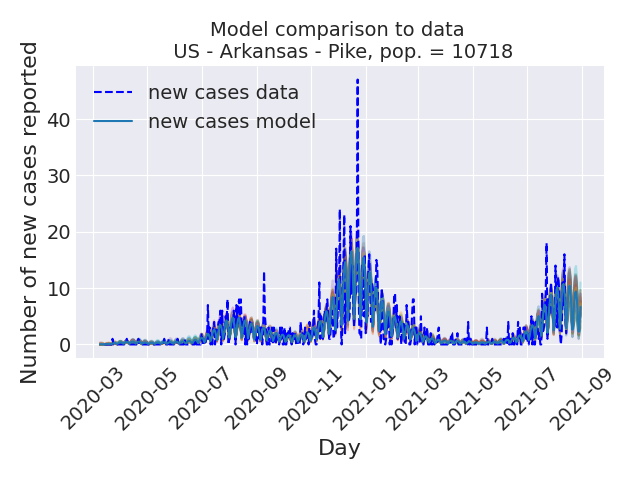 Model comparison to data
US - Arkansas - Pike, pop. = 10718
Number of new cases reported
new cases data
new cases model
40
30
20
10
0
2020-03
2020-05
2020-07
2020-09
2020-11
2021-01
2021-03
2021-05
2021-07
2021-09
Day